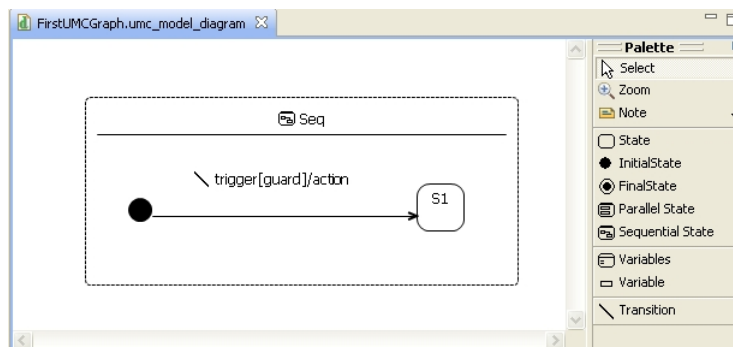 FirstUMCGraph.umc_model_diagram
Palette
Select
Zoom
Note
State
InitialState
FinalState
Parallel State
Sequential State
Variables
Variable
Transition
Seq
trigger[guard]/action
S1